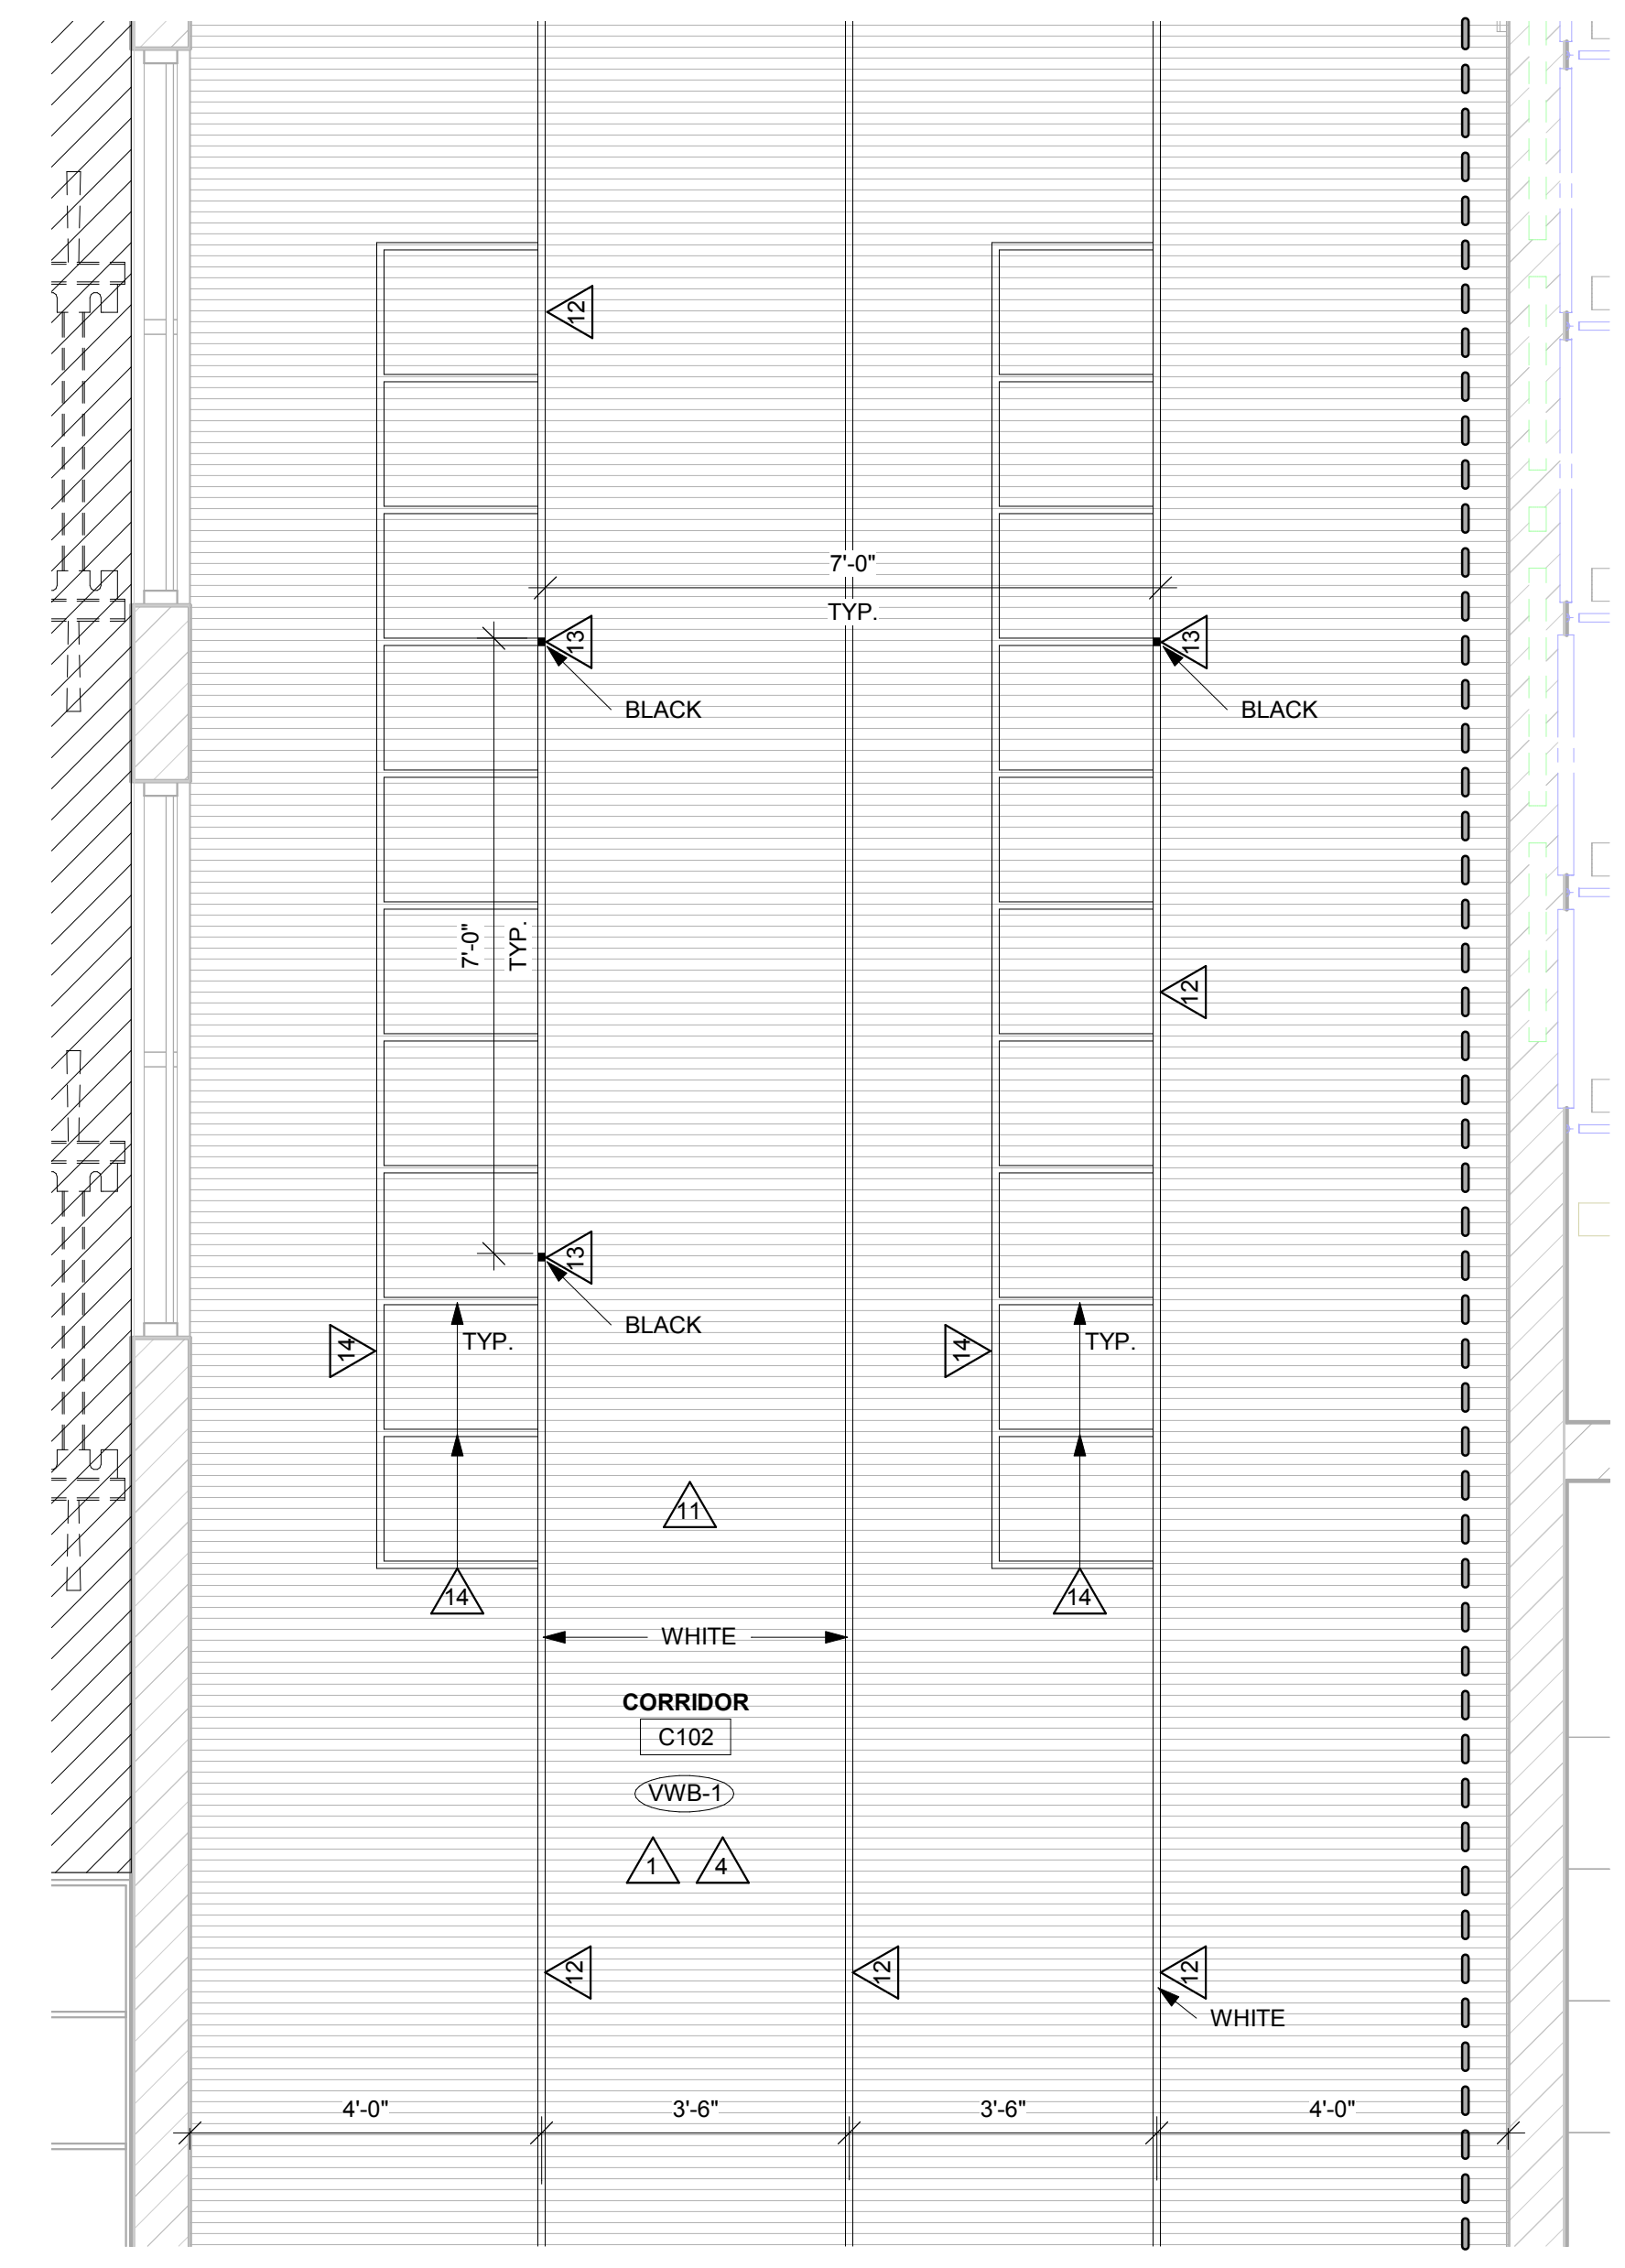 12
7'-0"
TYP.
13
13
BLACK
BLACK
7'-0"
TYP.
12
13
BLACK
14
TYP.
14
TYP.
11
14
14
WHITE
CORRIDOR
C102
VWB-1
1 4
12
12
12
WHITE
4'-0" 3'-6" 3'-6" 4'-0"